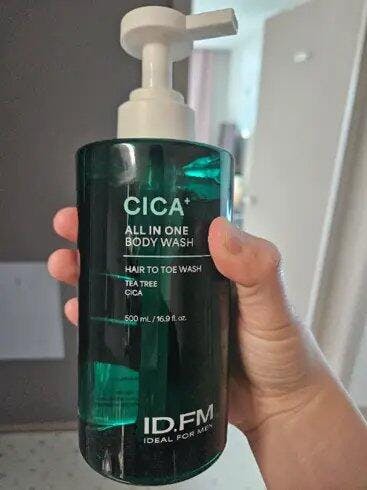 CICA+
ALL IN ONE
BODY WASH
HAIR TO TOE WASH
TEA TREE
CICA
500 mL / 16.9 fl. oz.
ID.FM
IDEAL FOR MEN